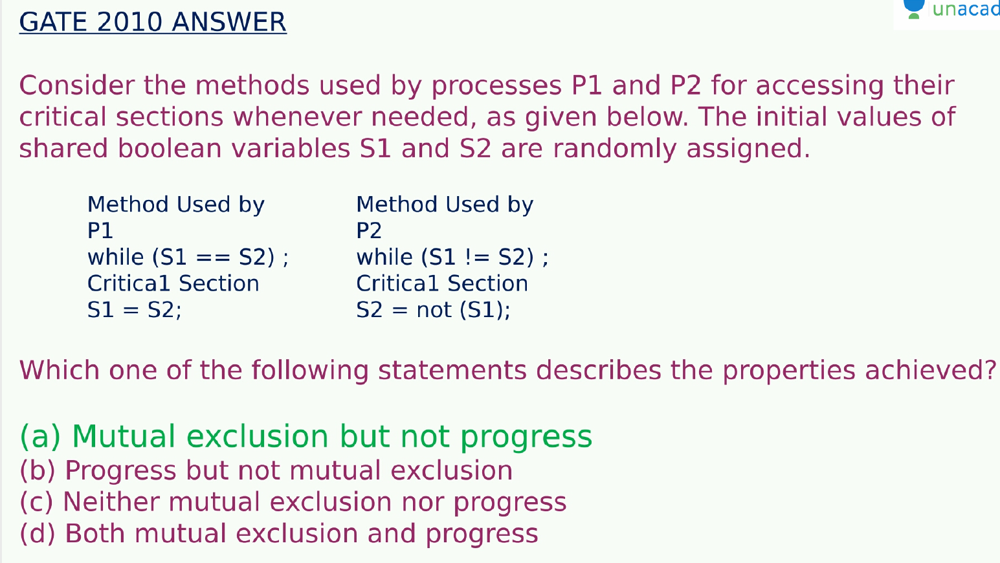 GATE 2010 ANSWER
unacad
Consider the methods used by processes P1 and P2 for accessing their
critical sections whenever needed, as given below. The initial values of
shared boolean variables S1 and S2 are randomly assigned.
Method Used by
P1
while (S1 == S2) ;
Critica1 Section
S1 = S2;
Method Used by
P2
while (S1 != S2) ;
Critica1 Section
S2 = not (S1);
Which one of the following statements describes the properties achieved?
(a) Mutual exclusion but not progress
(b) Progress but not mutual exclusion
(c) Neither mutual exclusion nor progress
(d) Both mutual exclusion and progress